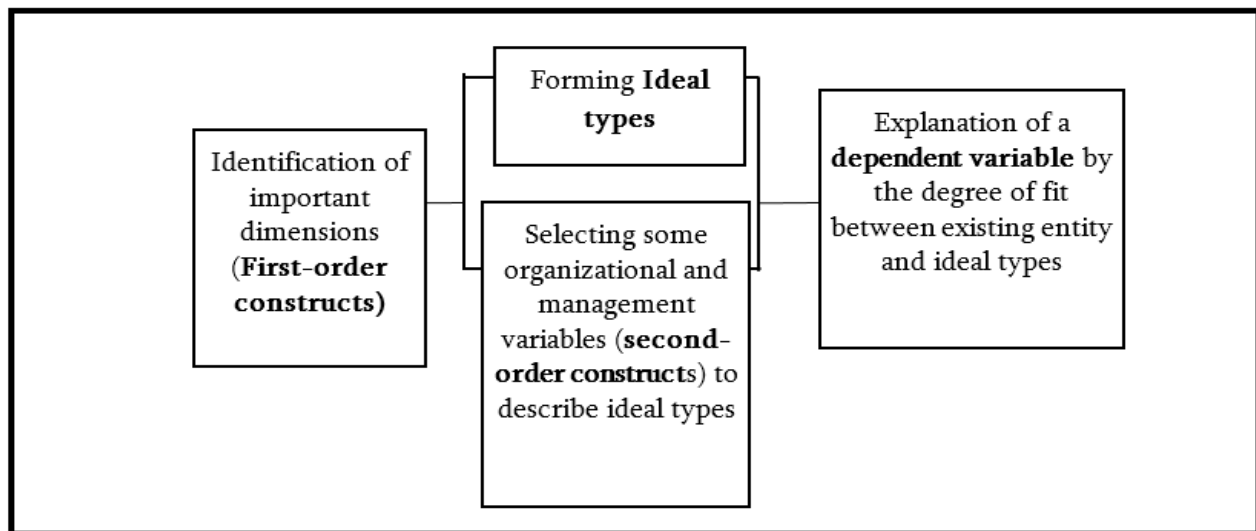 Identification of
important
dimensions
(First-order
constructs)
Forming Ideal
types
Selecting some
organizational and
management
variables (second-
order constructs) to
describe ideal types
Explanation of a
dependent variable by
the degree of fit
between existing entity
and ideal types